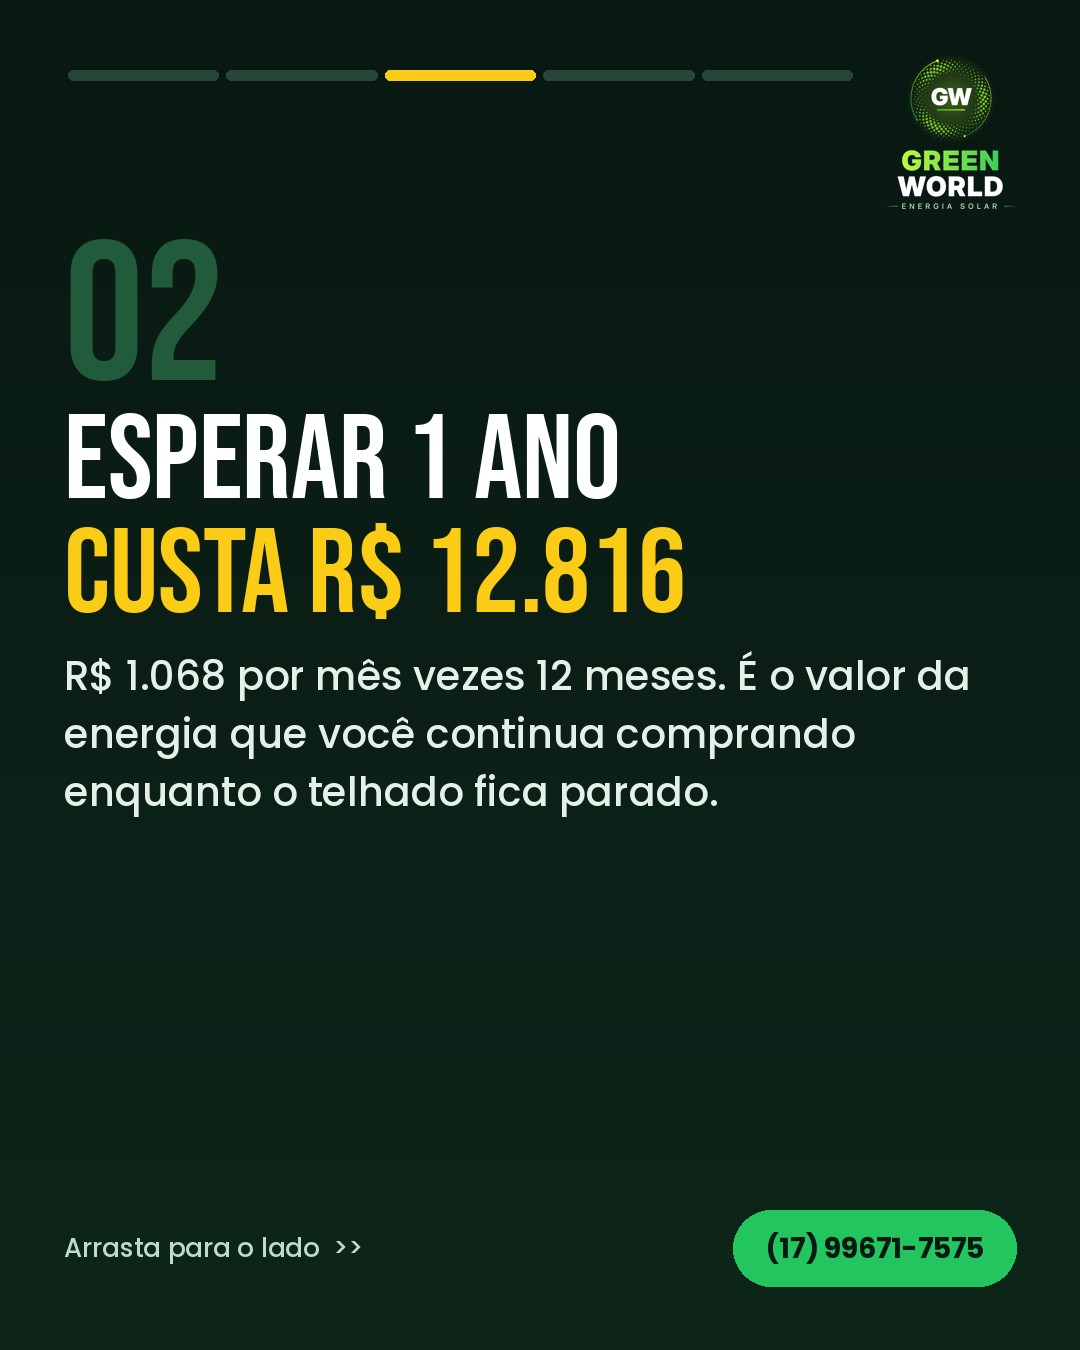 GW
GREEN
WORLD
ENERGIA SOLAR
02
ESPERAR 1 ANO
CUSTA R$ 12.816
R$ 1.068 por mês vezes 12 meses. É o valor da
energia que você continua comprando
enquanto o telhado fica parado.
Arrasta para o lado >>
(17) 99671-7575